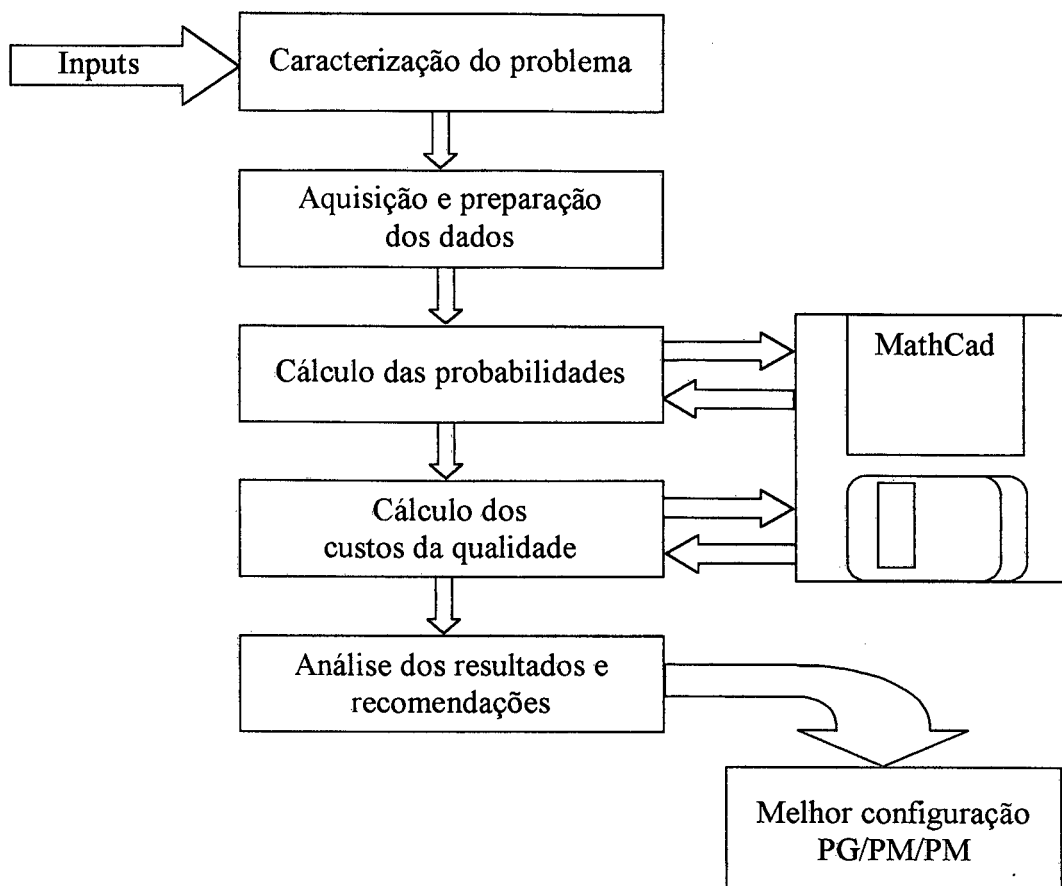 Inputs
Caracterização do problema
Aquisição e preparação
dos dados
Cálculo das probabilidades
MathCad
Cálculo dos
custos da qualidade
Análise dos resultados e
recomendações
Melhor configuração
PG/PM/PM